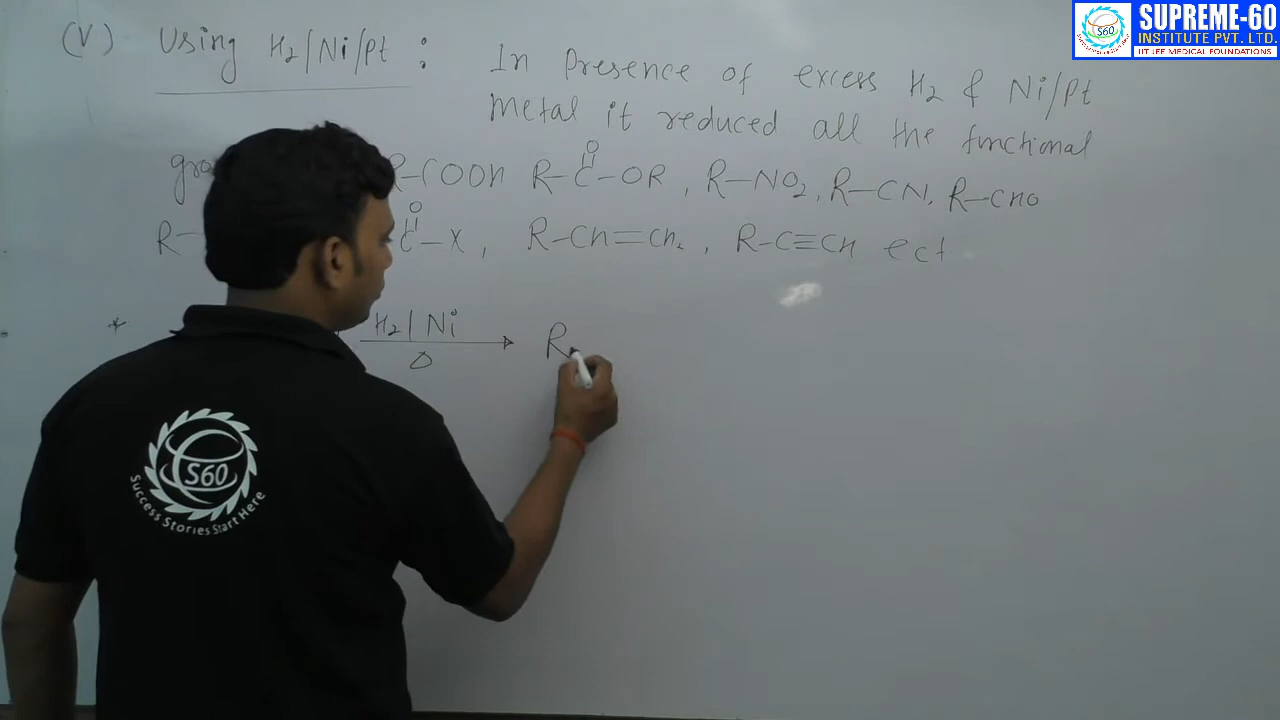 (V) Using H₂/Ni/Pt : In presence of excess H₂ & Ni/Pt
Metal it reduced all the functional
R-COOH R-C-OR, R-NO₂, R-CN, R-CHO
O
R- C-X, R-CH=CH₂, R-C≡CH ect
O
* H₂/Ni R
Δ
S60
Success Stories Start Here
S60
SUPREME-60
INSTITUTE PVT. LTD.
IIT JEE MEDICAL FOUNDATIONS